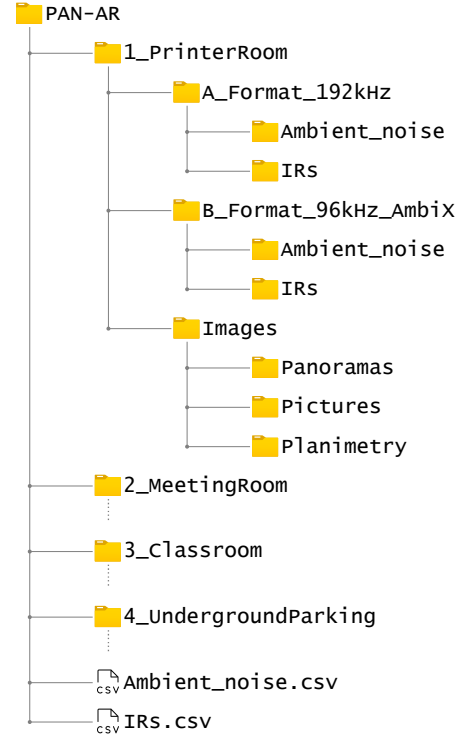 PAN-AR
1_PrinterRoom
A_Format_192kHz
Ambient_noise
IRs
B_Format_96kHz_AmbiX
Ambient_noise
IRs
Images
Panoramas
Pictures
Planimetry
2_MeetingRoom
3_Classroom
4_UndergroundParking
CSV Ambient_noise.csv
CSV IRs.csv